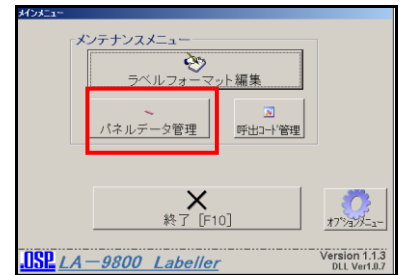 メインメニュー
メンテナンスメニュー
ラベルフォーマット編集
パネルデータ管理
呼出コード管理
終了 [F10]
オプションメニュー
OSP LA-9800 Labeller
Version 1.1.3
DLL Ver1.0.7